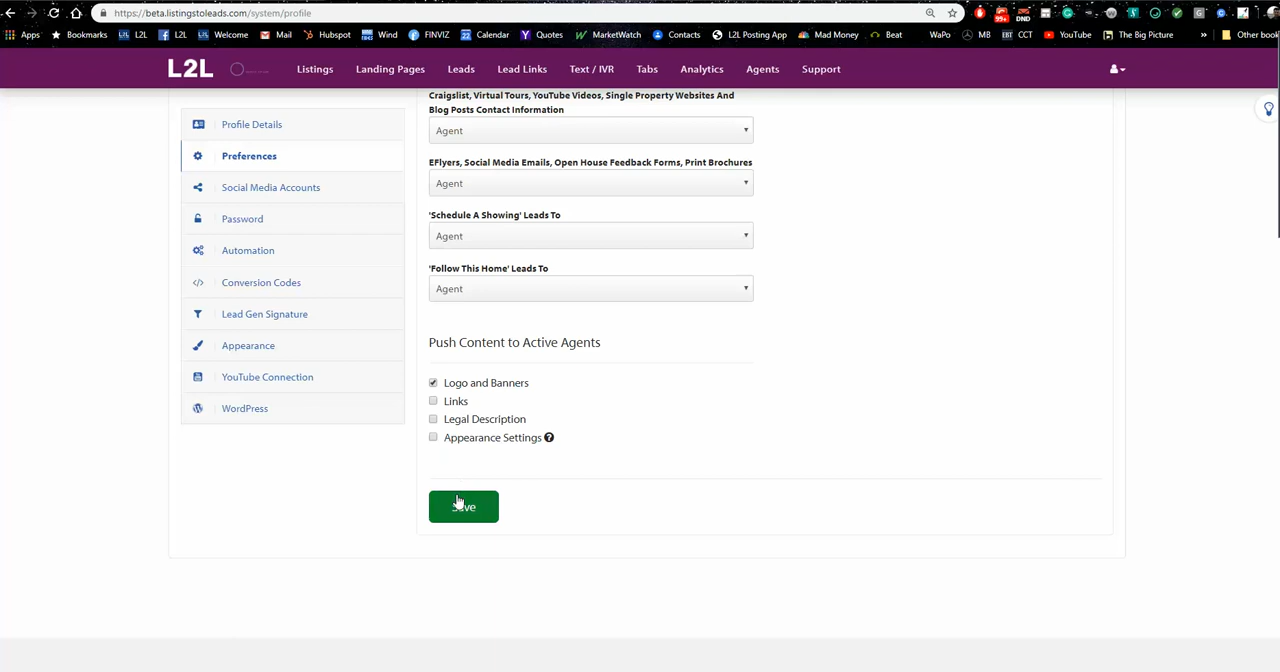 https://beta.listingstoleads.com/system/profile
99+ DND
Apps Bookmarks L2L L2L Welcome Mail Hubspot Wind FINVIZ 22 Calendar Quotes MarketWatch Contacts L2L Posting App Mad Money Beat WaPo MB EBT CCT YouTube The Big Picture » Other book
L2L Listings Landing Pages Leads Lead Links Text / IVR Tabs Analytics Agents Support
Profile Details
Preferences
Social Media Accounts
Password
Automation
Conversion Codes
Lead Gen Signature
Appearance
YouTube Connection
WordPress
Craigslist, Virtual Tours, YouTube Videos, Single Property Websites And
Blog Posts Contact Information
Agent
EFlyers, Social Media Emails, Open House Feedback Forms, Print Brochures
Agent
'Schedule A Showing' Leads To
Agent
'Follow This Home' Leads To
Agent
Push Content to Active Agents
Logo and Banners
Links
Legal Description
Appearance Settings ?
Save